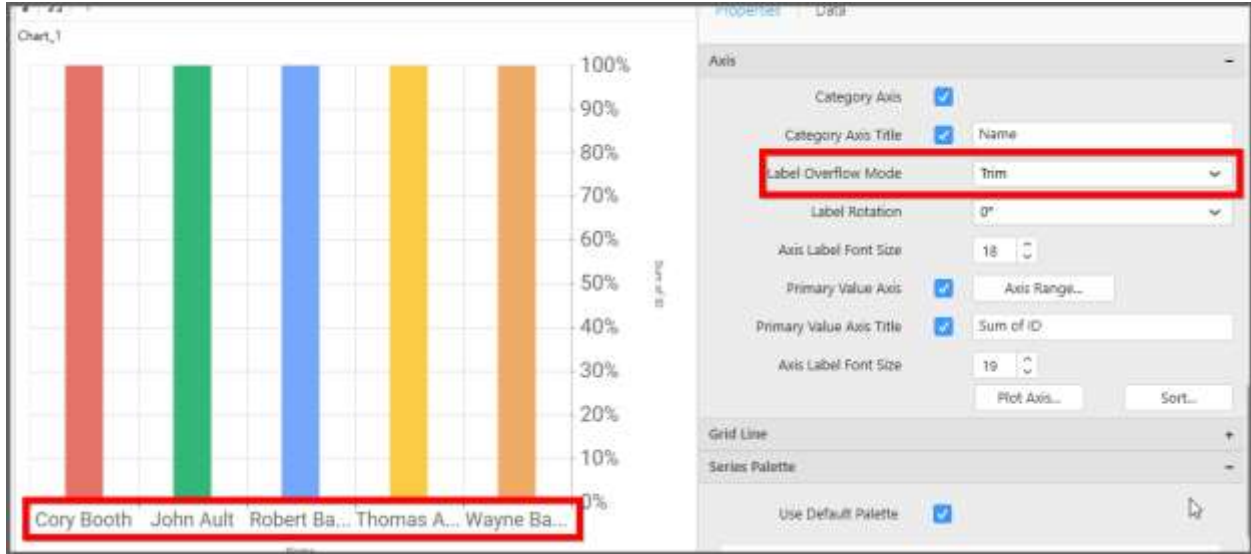 Properties Data
Chart_1
100%
90%
80%
70%
60%
50%
40%
30%
20%
10%
0%
Sum of ID
Cory Booth John Ault Robert Ba... Thomas A... Wayne Ba...
Axis
Category Axis
Category Axis Title Name
Label Overflow Mode Trim
Label Rotation 0°
Axis Label Font Size 18
Primary Value Axis Axis Range...
Primary Value Axis Title Sum of ID
Axis Label Font Size 19
Plot Axis... Sort...
Grid Line
Series Palette
Use Default Palette